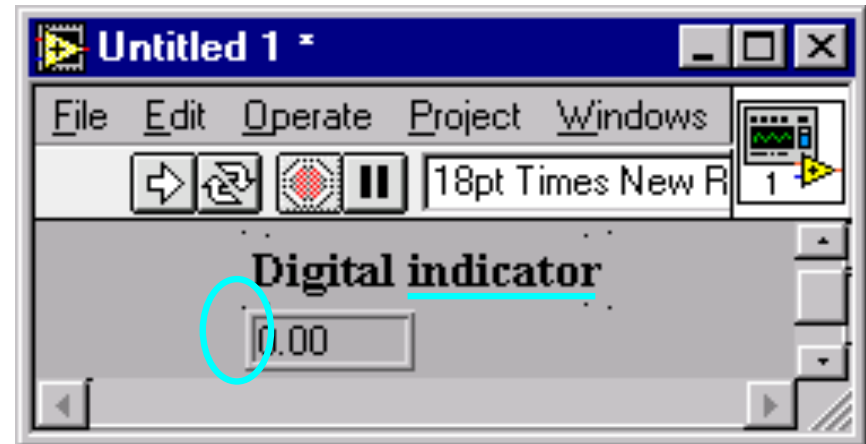 Untitled 1 *
File Edit Operate Project Windows
18pt Times New R
1
Digital indicator
0.00